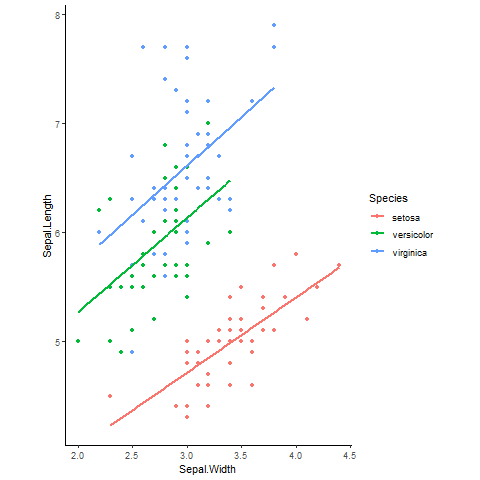 8
7
6
5
Sepal.Length
2.0 2.5 3.0 3.5 4.0 4.5
Sepal.Width
Species
setosa
versicolor
virginica